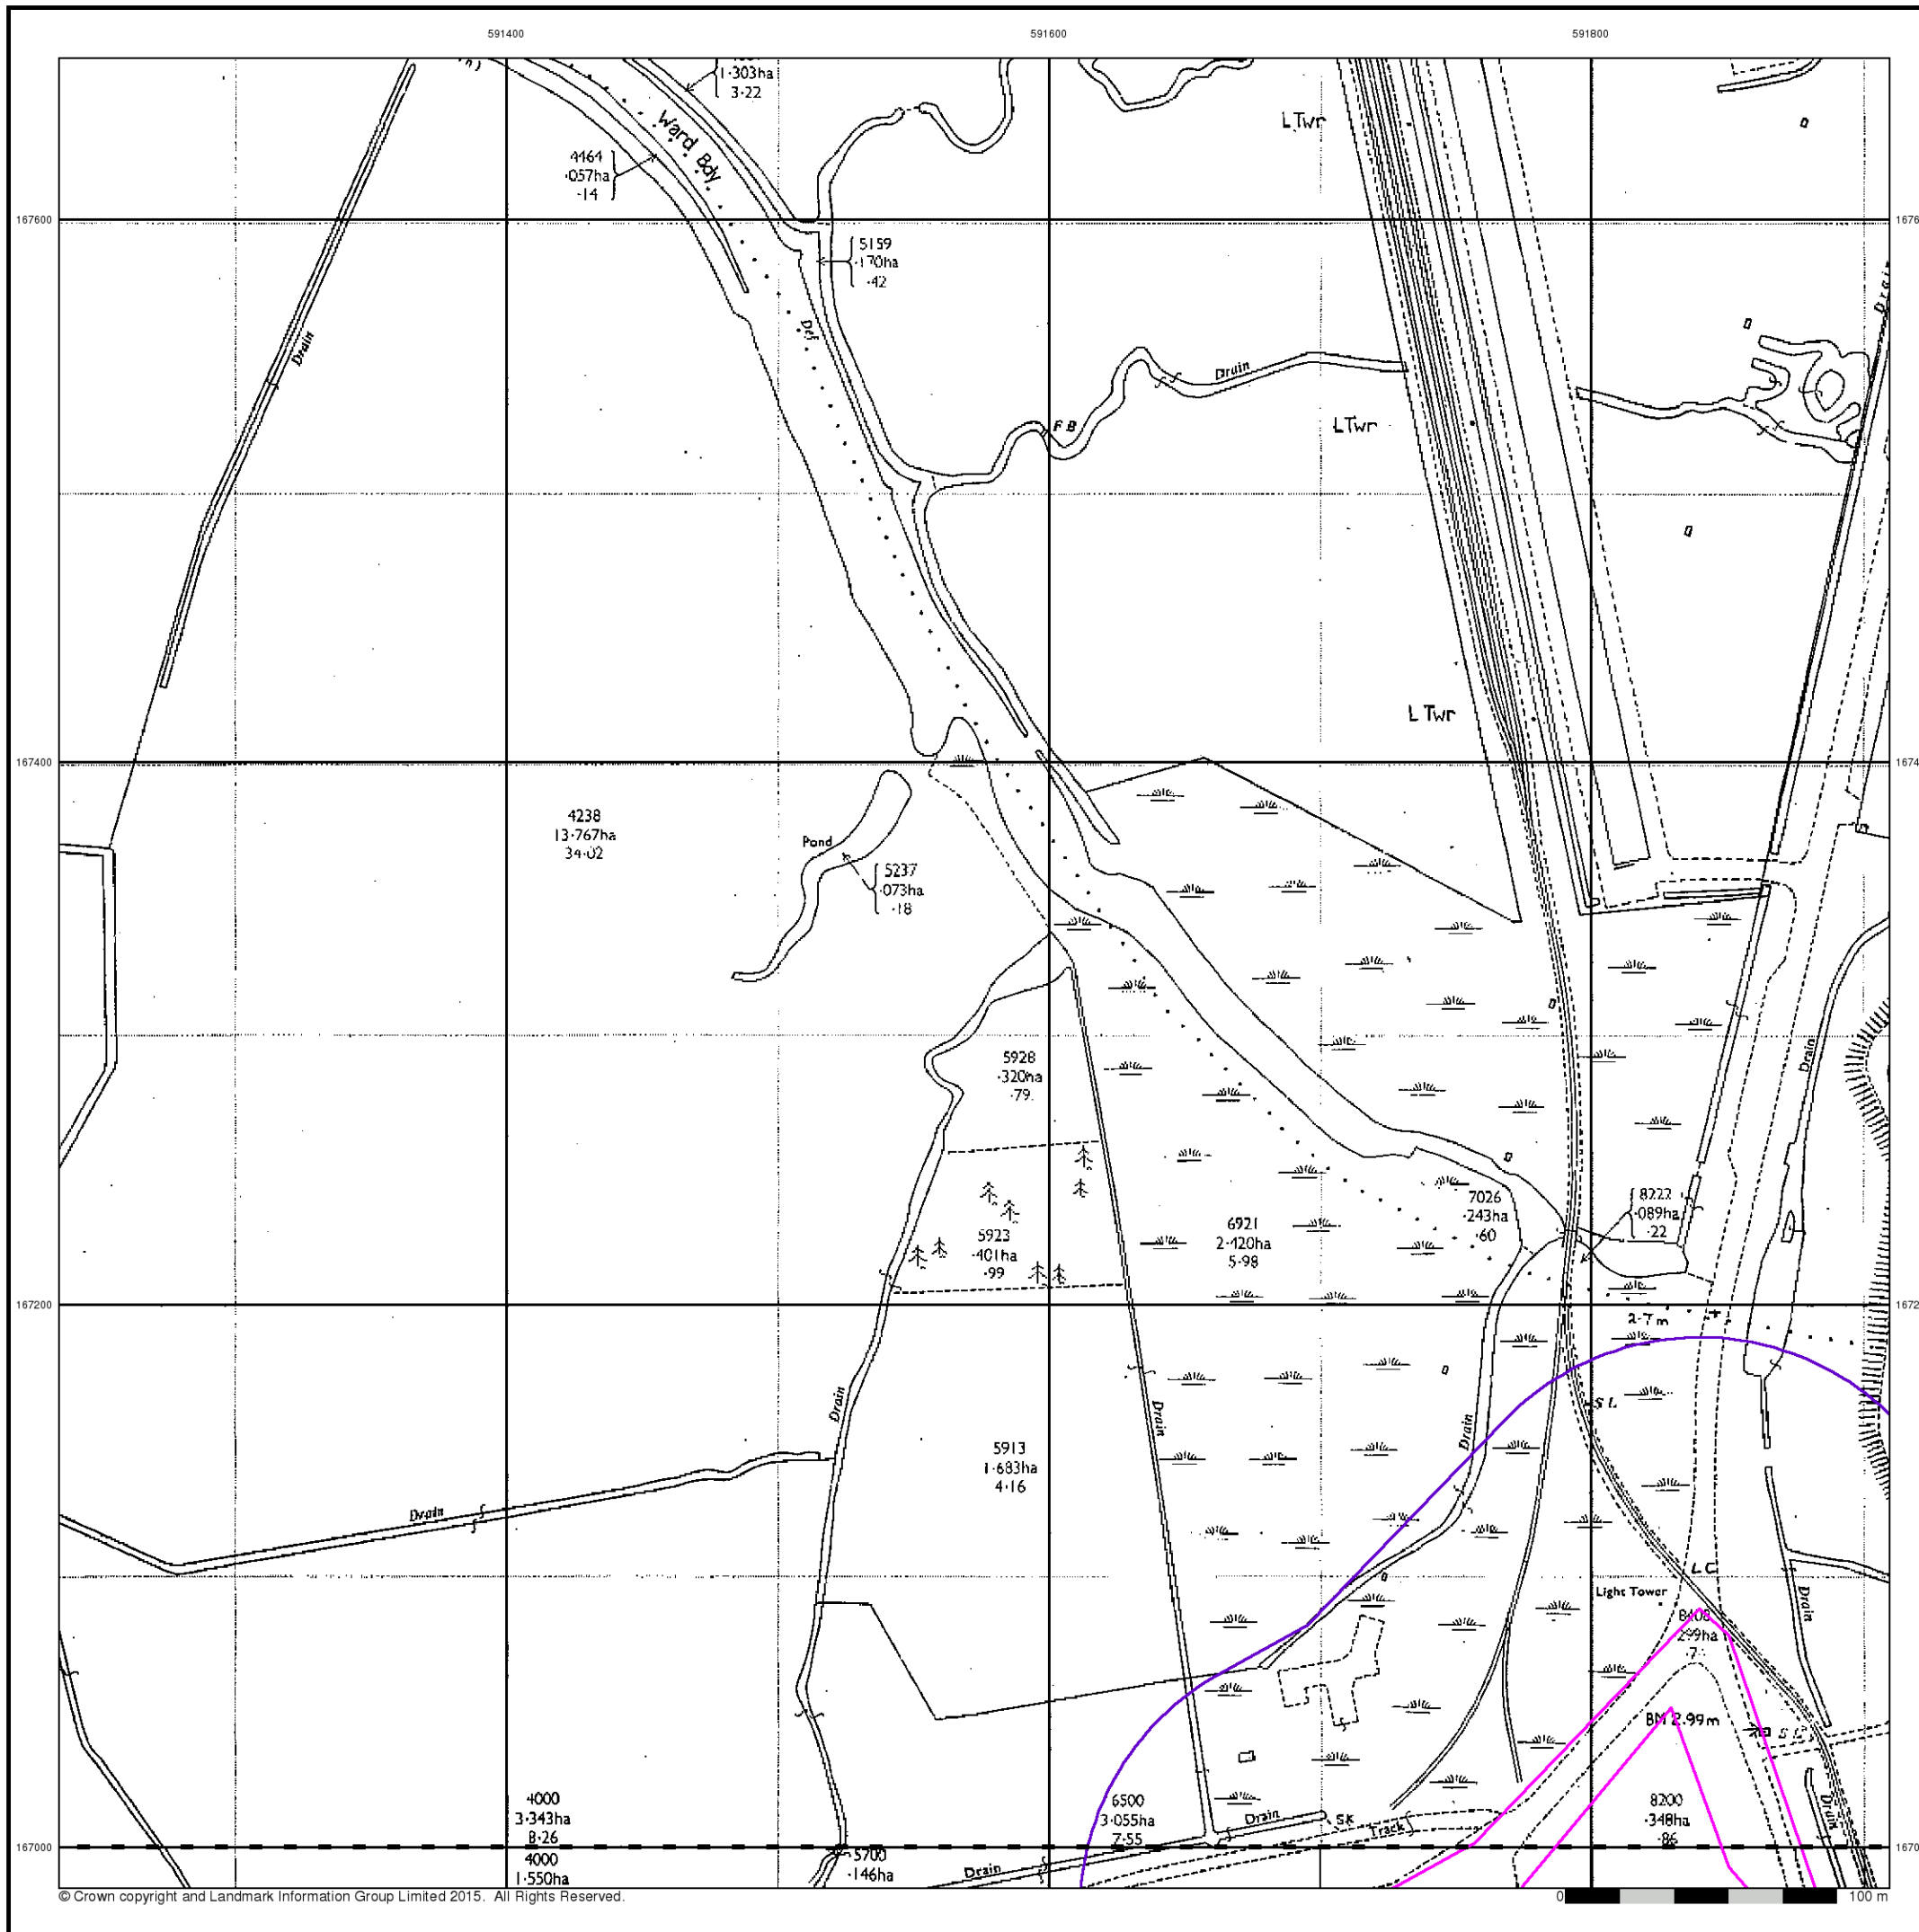 591400
591600
591800
1·303ha
3·22
L Twr
Ward Bdy
4464
·057ha
·14
167600
5159
·170ha
·42
Drain
Def
Drain
Drain
F B
L Twr
L Twr
167400
4238
13·767ha
34·02
Pond
5237
·073ha
·18
5928
·320ha
·79
Drain
5923
·401ha
·99
6921
2·420ha
5·98
7026
·243ha
·60
8222
·089ha
·22
167200
2·7m
Drain
Drain
Drain
S L
5913
1·683ha
4·16
Drain
L C
Light Tower
Drain
BM 2.99m
S L
4000
3·343ha
8·26
6500
3·055ha
7·55
Drain
SK
Track
8200
·348ha
·86
Drain
167000
4000
1·550ha
5700
·146ha
Drain
© Crown copyright and Landmark Information Group Limited 2015. All Rights Reserved.
0
100 m